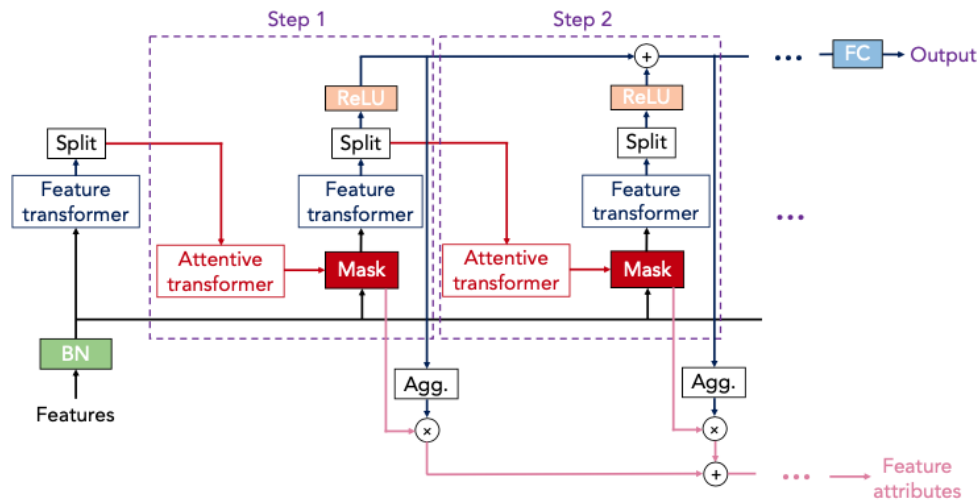 Step 1
Step 2
... FC Output
ReLU
+
ReLU
Split
Split
Split
Feature
transformer
Feature
transformer
Feature
transformer
...
Attentive
transformer
Mask
Attentive
transformer
Mask
BN
Features
Agg.
Agg.
×
×
+
...
Feature
attributes